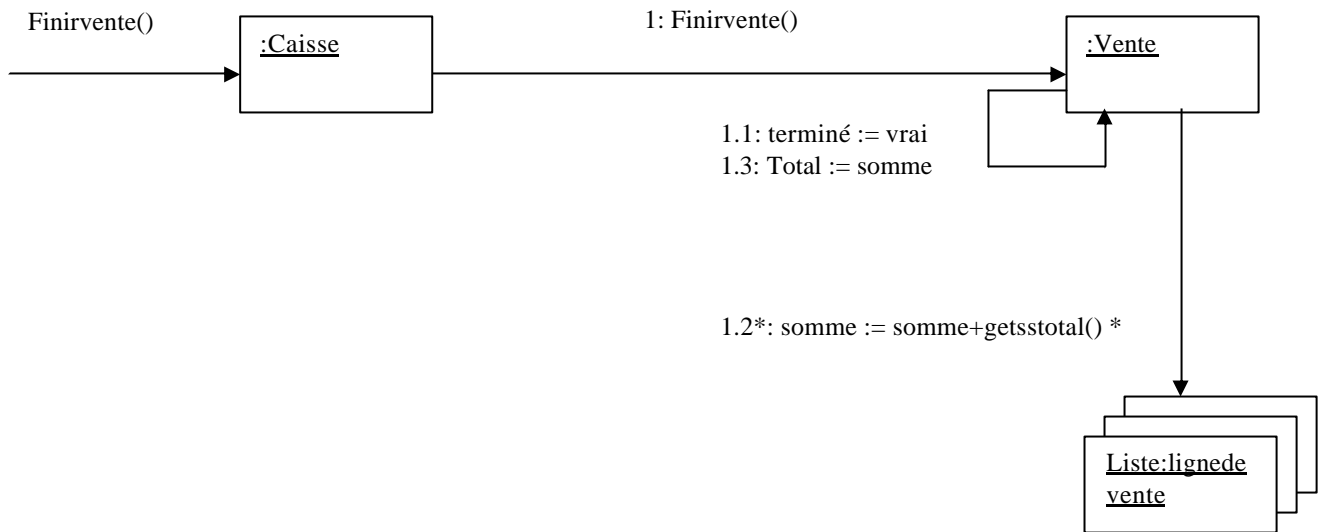 Finirvente()
:Caisse
1: Finirvente()
:Vente
1.1: terminé := vrai
1.3: Total := somme
1.2*: somme := somme+getsstotal() *
Liste:lignede
vente